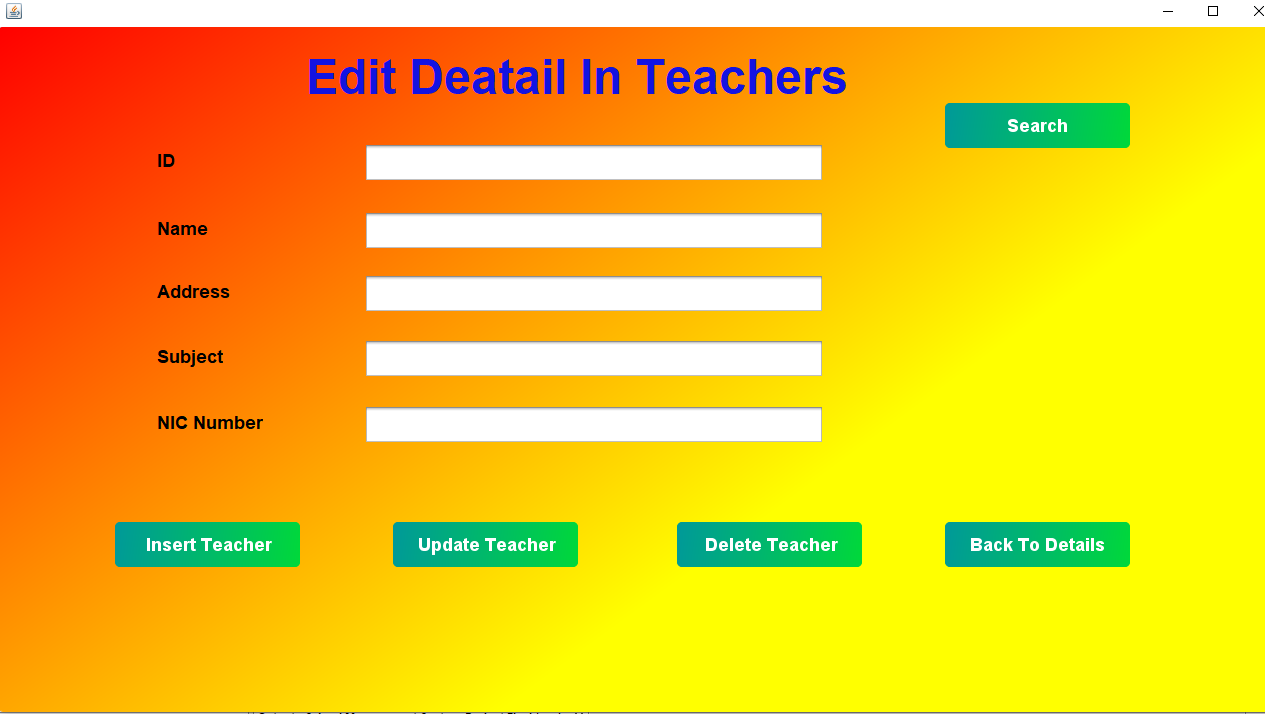 Edit Deatail In Teachers
Search
ID
Name
Address
Subject
NIC Number
Insert Teacher
Update Teacher
Delete Teacher
Back To Details